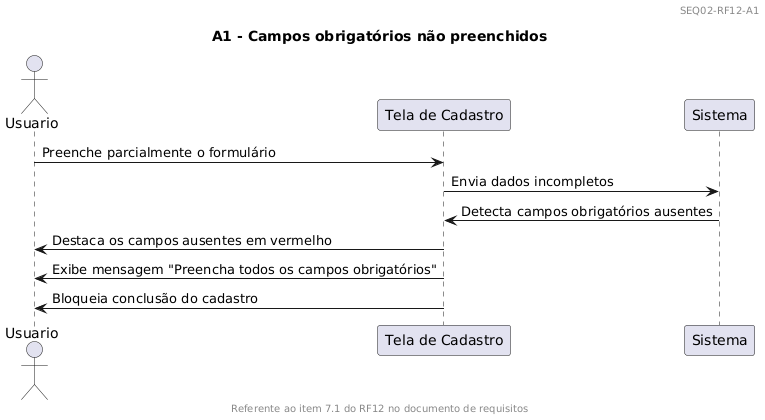 SEQ02-RF12-A1
A1 - Campos obrigatórios não preenchidos
Usuario
Tela de Cadastro
Sistema
Preenche parcialmente o formulário
Envia dados incompletos
Detecta campos obrigatórios ausentes
Destaca os campos ausentes em vermelho
Exibe mensagem "Preencha todos os campos obrigatórios"
Bloqueia conclusão do cadastro
Usuario
Tela de Cadastro
Sistema
Referente ao item 7.1 do RF12 no documento de requisitos